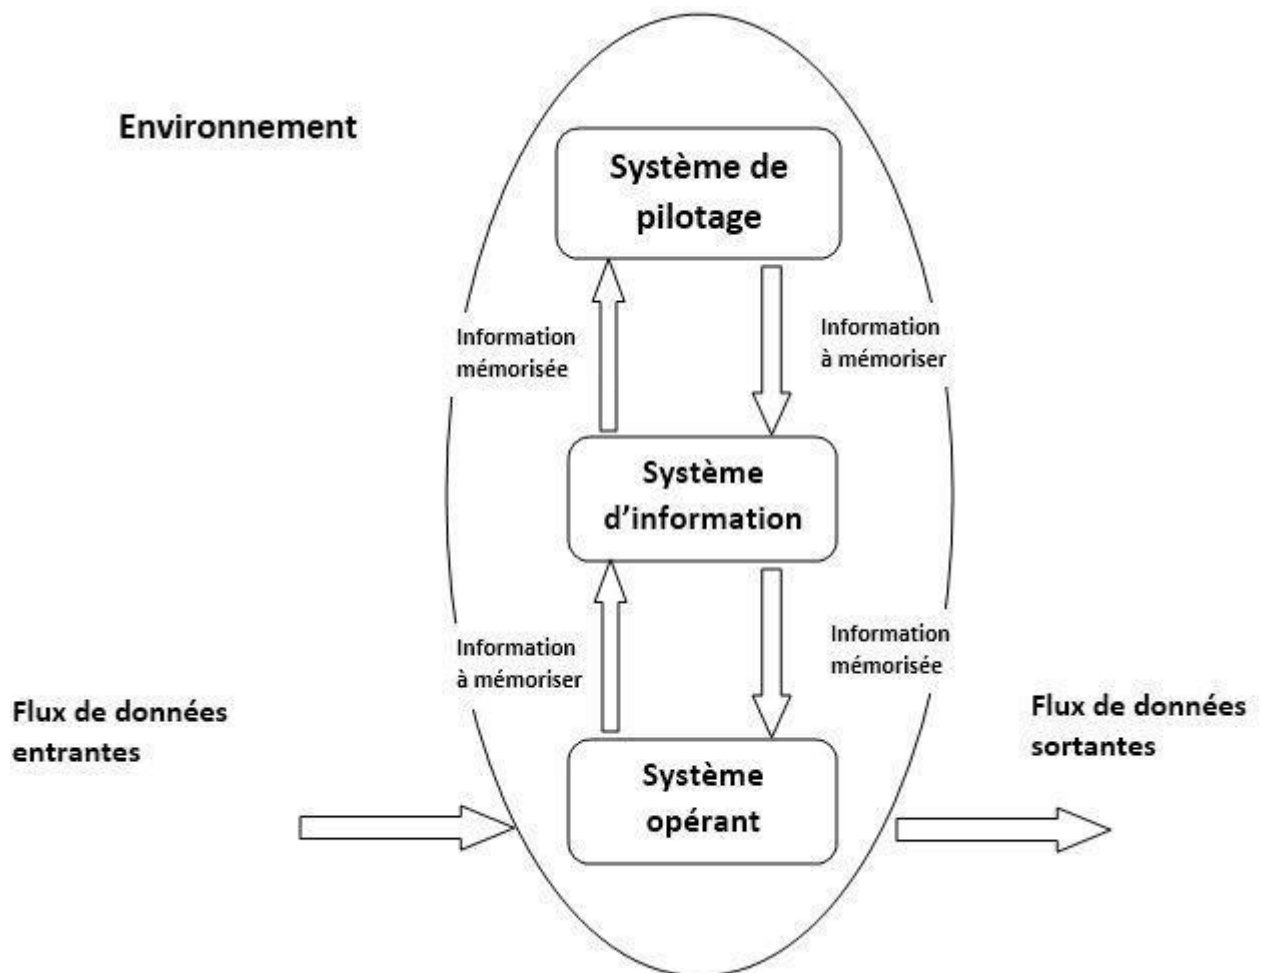 Environnement
Système de
pilotage
Information
mémorisée
Information
à mémoriser
Système
d’information
Information
à mémoriser
Information
mémorisée
Flux de données
entrantes
Système
opérant
Flux de données
sortantes